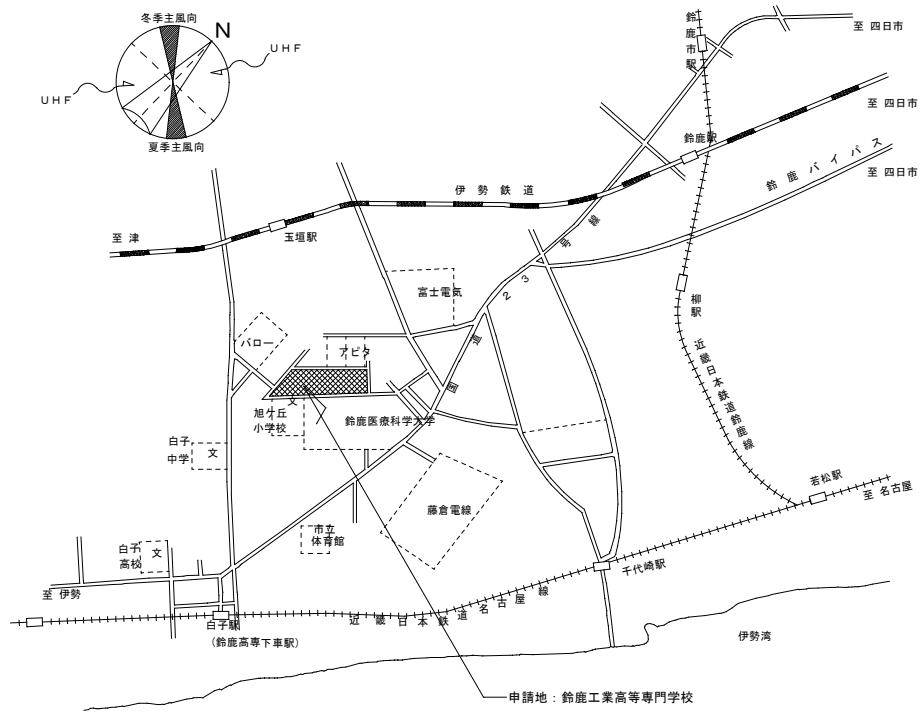 冬季主風向
N
UHF
UHF
夏季主風向
鈴鹿市駅
至 四日市
至 四日市
鈴鹿駅
鈴鹿バイパス
至 四日市
伊勢鉄道
至 津
玉垣駅
国道23号線
富士電気
柳駅
近畿日本鉄道鈴鹿線
バロー
アピタ
文
旭ケ丘
小学校
鈴鹿医療科学大学
白子
中学
文
若松駅
至 名古屋
藤倉電線
市立
体育館
白子
高校
文
千代崎駅
至 伊勢
近畿日本鉄道名古屋線
白子駅
(鈴鹿高専下車駅)
伊勢湾
申請地:鈴鹿工業高等専門学校